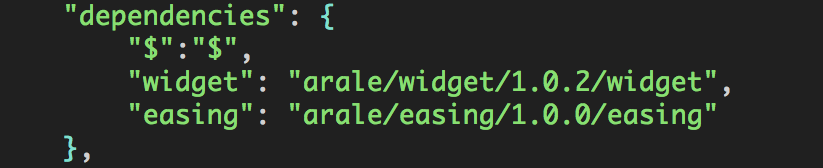 "dependencies": {
"$":"$",
"widget": "arale/widget/1.0.2/widget",
"easing": "arale/easing/1.0.0/easing"
},